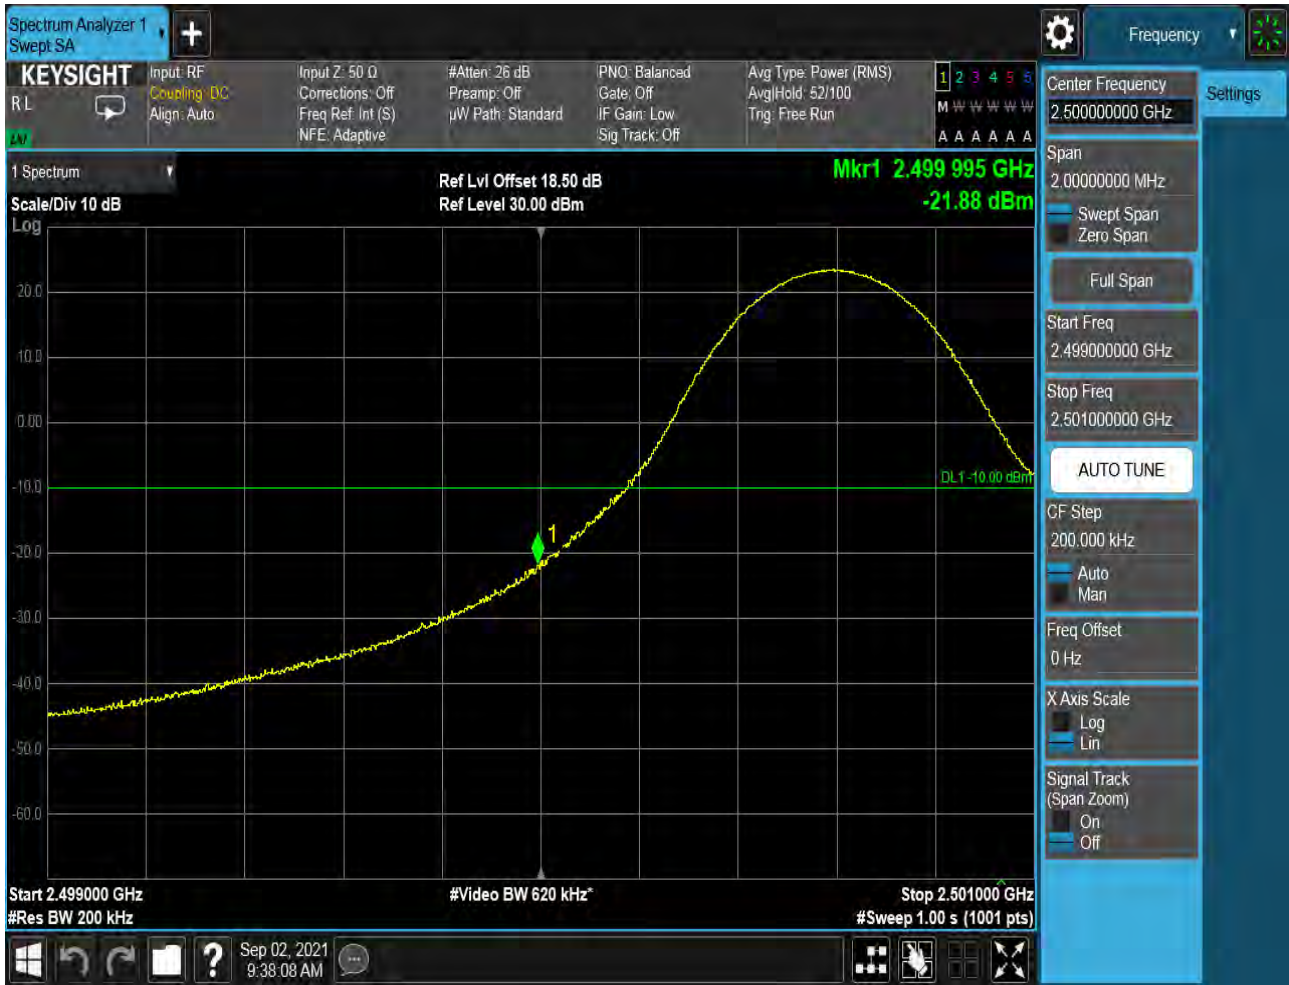 Spectrum Analyzer 1
Swept SA
Frequency
KEYSIGHT
R L
Input: RF
Coupling: DC
Align: Auto
Input Z: 50 Ω
Corrections: Off
Freq Ref: Int (S)
NFE: Adaptive
#Atten: 26 dB
Preamp: Off
µW Path: Standard
PNO: Balanced
Gate: Off
IF Gain: Low
Sig Track: Off
Avg Type: Power (RMS)
Avg|Hold: 52/100
Trig: Free Run
1 2 3 4 5 6
M W W W W W
A A A A A A
1 Spectrum
Scale/Div 10 dB
Log
Ref Lvl Offset 18.50 dB
Ref Level 30.00 dBm
Mkr1 2.499 995 GHz
-21.88 dBm
20.0
10.0
0.00
-10.0
-20.0
-30.0
-40.0
-50.0
-60.0
DL1 -10.00 dBm
1
Start 2.499000 GHz
#Res BW 200 kHz
#Video BW 620 kHz*
Stop 2.501000 GHz
#Sweep 1.00 s (1001 pts)
Center Frequency
2.500000000 GHz
Settings
Span
2.00000000 MHz
Swept Span
Zero Span
Full Span
Start Freq
2.499000000 GHz
Stop Freq
2.501000000 GHz
AUTO TUNE
CF Step
200.000 kHz
Auto
Man
Freq Offset
0 Hz
X Axis Scale
Log
Lin
Signal Track
(Span Zoom)
On
Off
?
Sep 02, 2021
9:38:08 AM